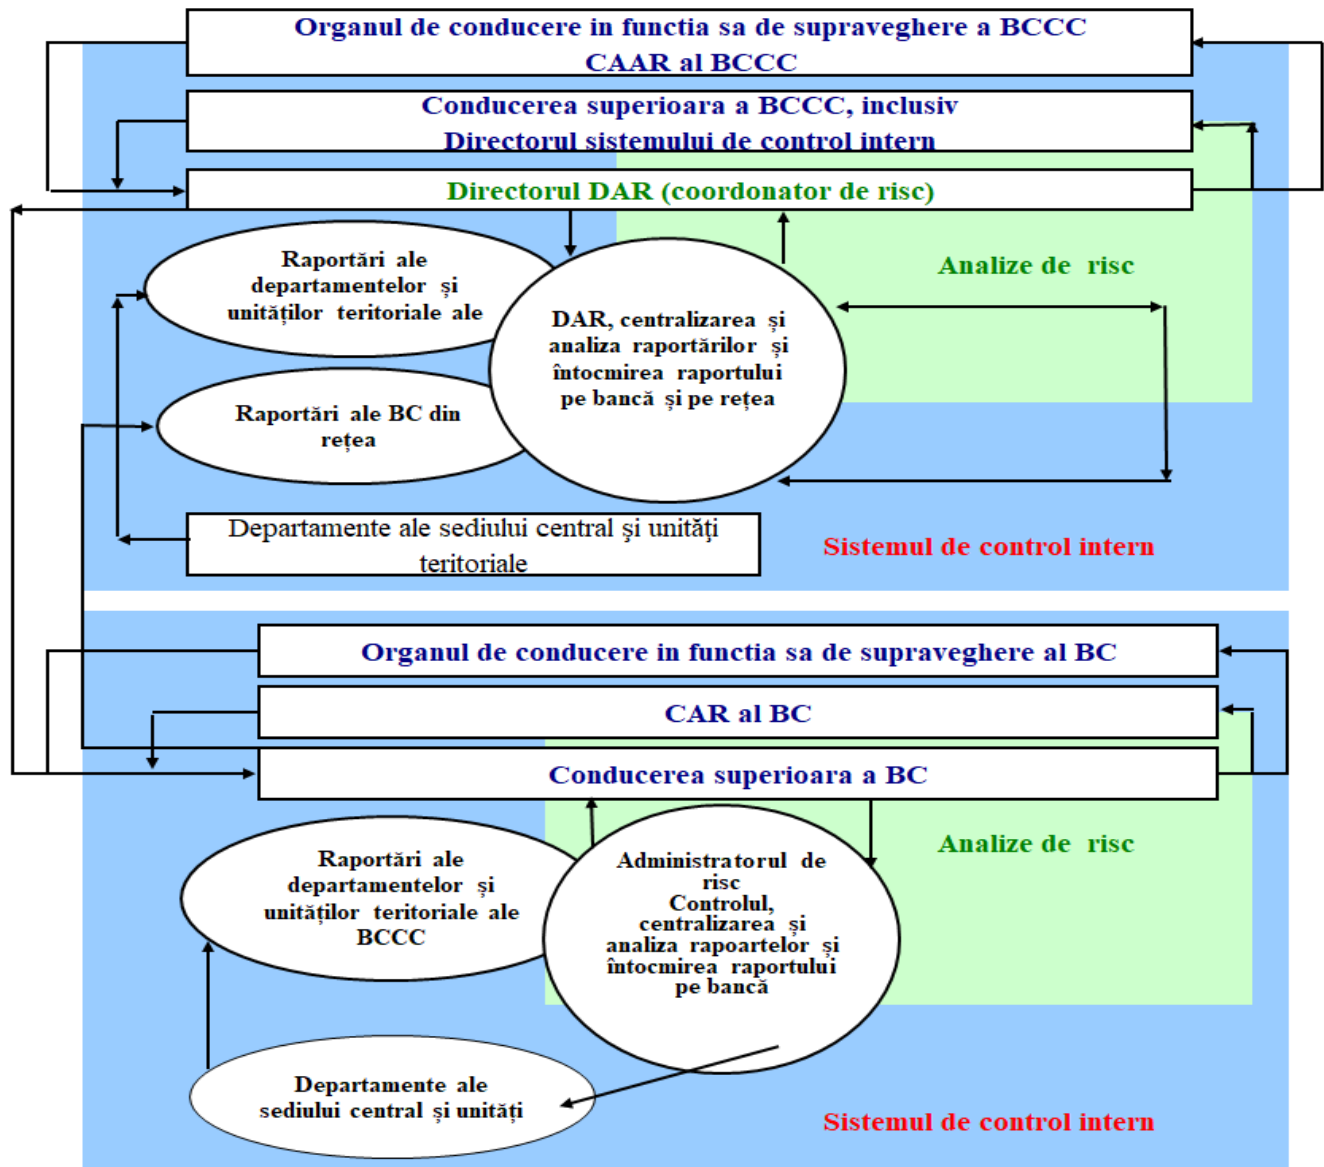 Organul de conducere in functia sa de supraveghere a BCCC
CAAR al BCCC
Conducerea superioara a BCCC, inclusiv
Directorul sistemului de control intern
Directorul DAR (coordonator de risc)
Raportări ale
departamentelor și
unităților teritoriale ale
DAR, centralizarea și
analiza raportărilor și
întocmirea raportului
pe bancă și pe rețea
Analize de risc
Raportări ale BC din
rețea
Departamente ale sediului central şi unităţi
teritoriale
Sistemul de control intern
Organul de conducere in functia sa de supraveghere al BC
CAR al BC
Conducerea superioara a BC
Raportări ale
departamentelor și
unităților teritoriale ale
BCCC
Administratorul de
risc
Controlul,
centralizarea și
analiza rapoartelor și
întocmirea raportului
pe bancă
Analize de risc
Departamente ale
sediului central și unități
Sistemul de control intern